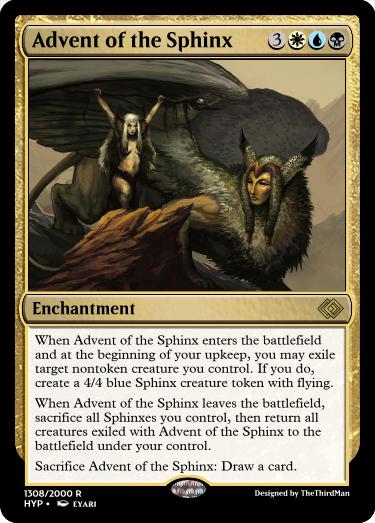 Advent of the Sphinx 3
Enchantment
When Advent of the Sphinx enters the battlefield
and at the beginning of your upkeep, you may exile
target nontoken creature you control. If you do,
create a 4/4 blue Sphinx creature token with flying.
When Advent of the Sphinx leaves the battlefield,
sacrifice all Sphinxes you control, then return all
creatures exiled with Advent of the Sphinx to the
battlefield under your control.
Sacrifice Advent of the Sphinx: Draw a card.
1308/2000 R
HYP • EYARI
Designed by TheThirdMan